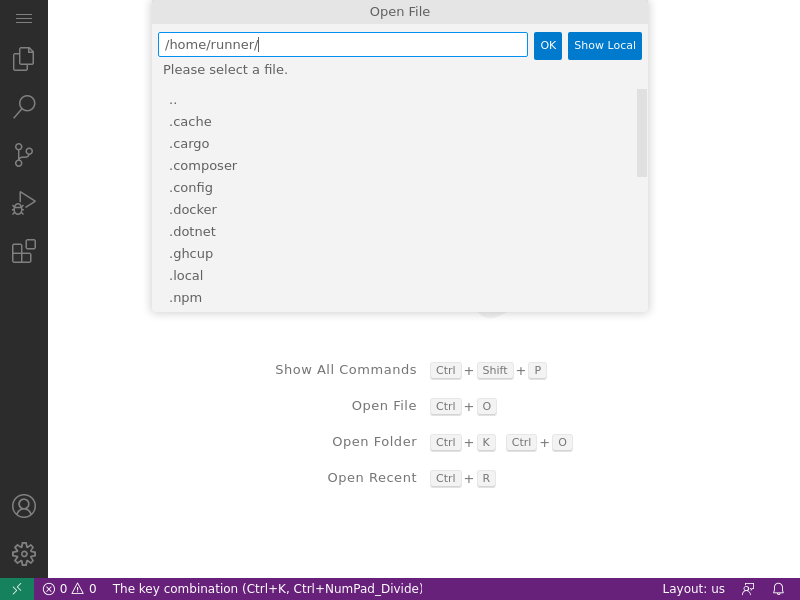 Open File
/home/runner/
OK
Show Local
Please select a file.
..
.cache
.cargo
.composer
.config
.docker
.dotnet
.ghcup
.local
.npm
Show All Commands Ctrl + Shift + P
Open File Ctrl + O
Open Folder Ctrl + K Ctrl + O
Open Recent Ctrl + R
0 0 The key combination (Ctrl+K, Ctrl+NumPad_Divide) Layout: us